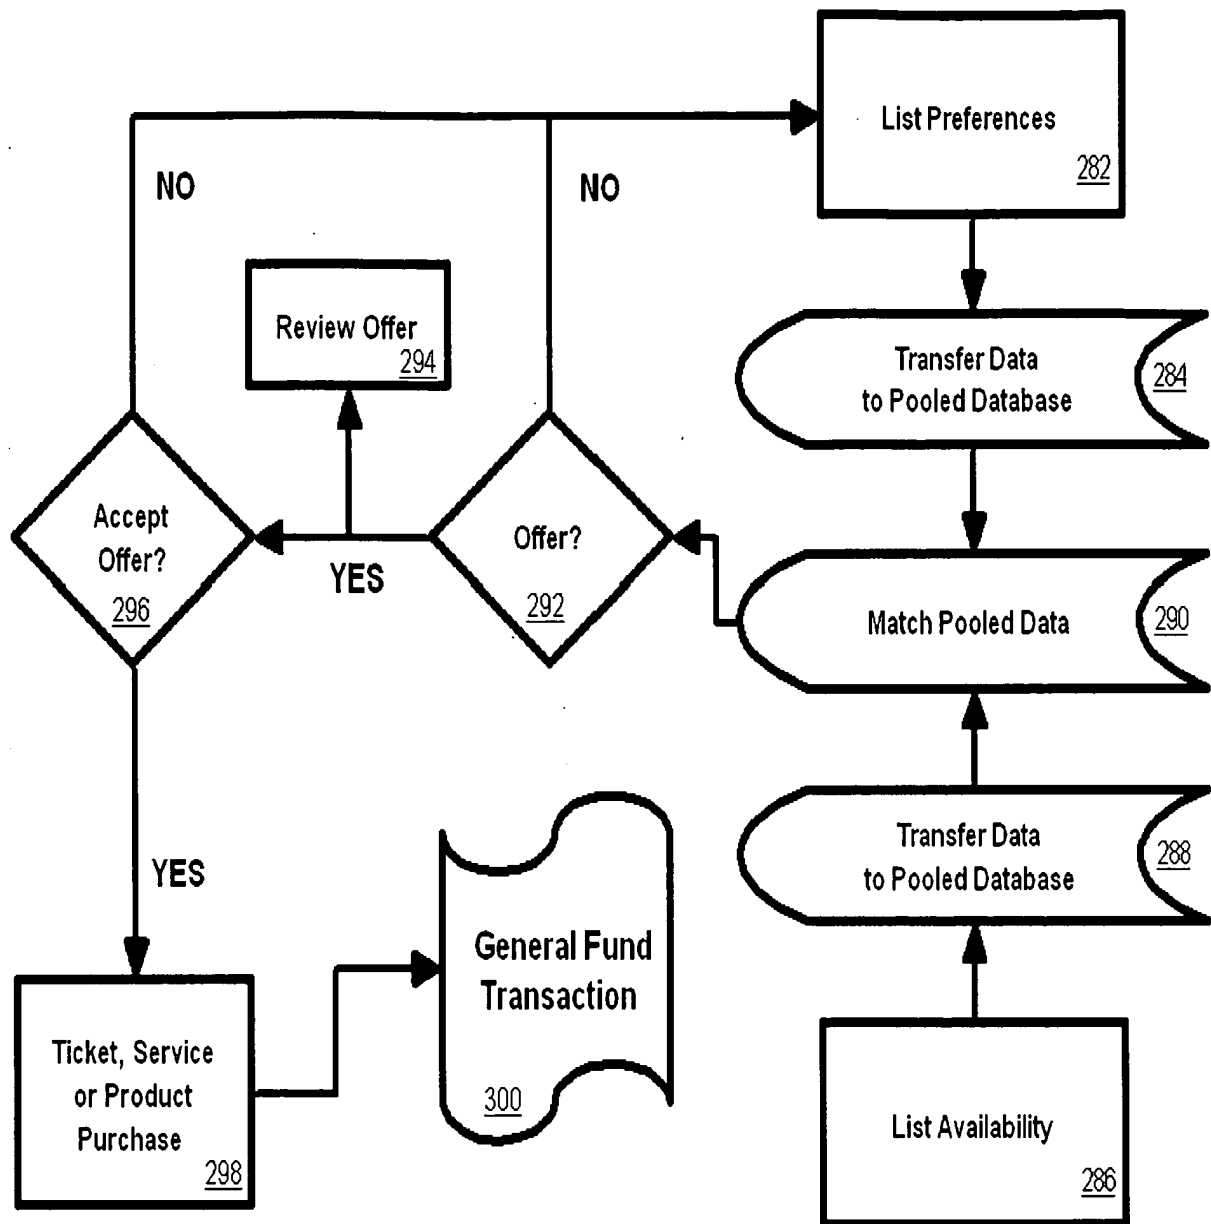 List Preferences
282
NO
NO
Review Offer
294
Transfer Data
to Pooled Database
284
Accept
Offer?
296
YES
Offer?
292
Match Pooled Data
290
Transfer Data
to Pooled Database
288
YES
General Fund
Transaction
300
Ticket, Service
or Product
Purchase
298
List Availability
286